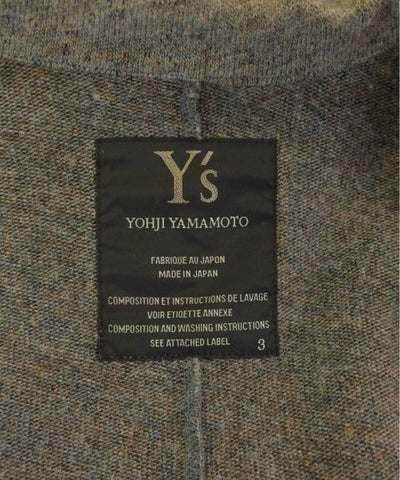 Y's
YOHJI YAMAMOTO
FABRIQUE AU JAPON
MADE IN JAPAN
COMPOSITION ET INSTRUCTIONS DE LAVAGE
VOIR ETIQETTE ANNEXE
COMPOSITION AND WASHING INSTRUCTIONS
SEE ATTACHED LABEL 3